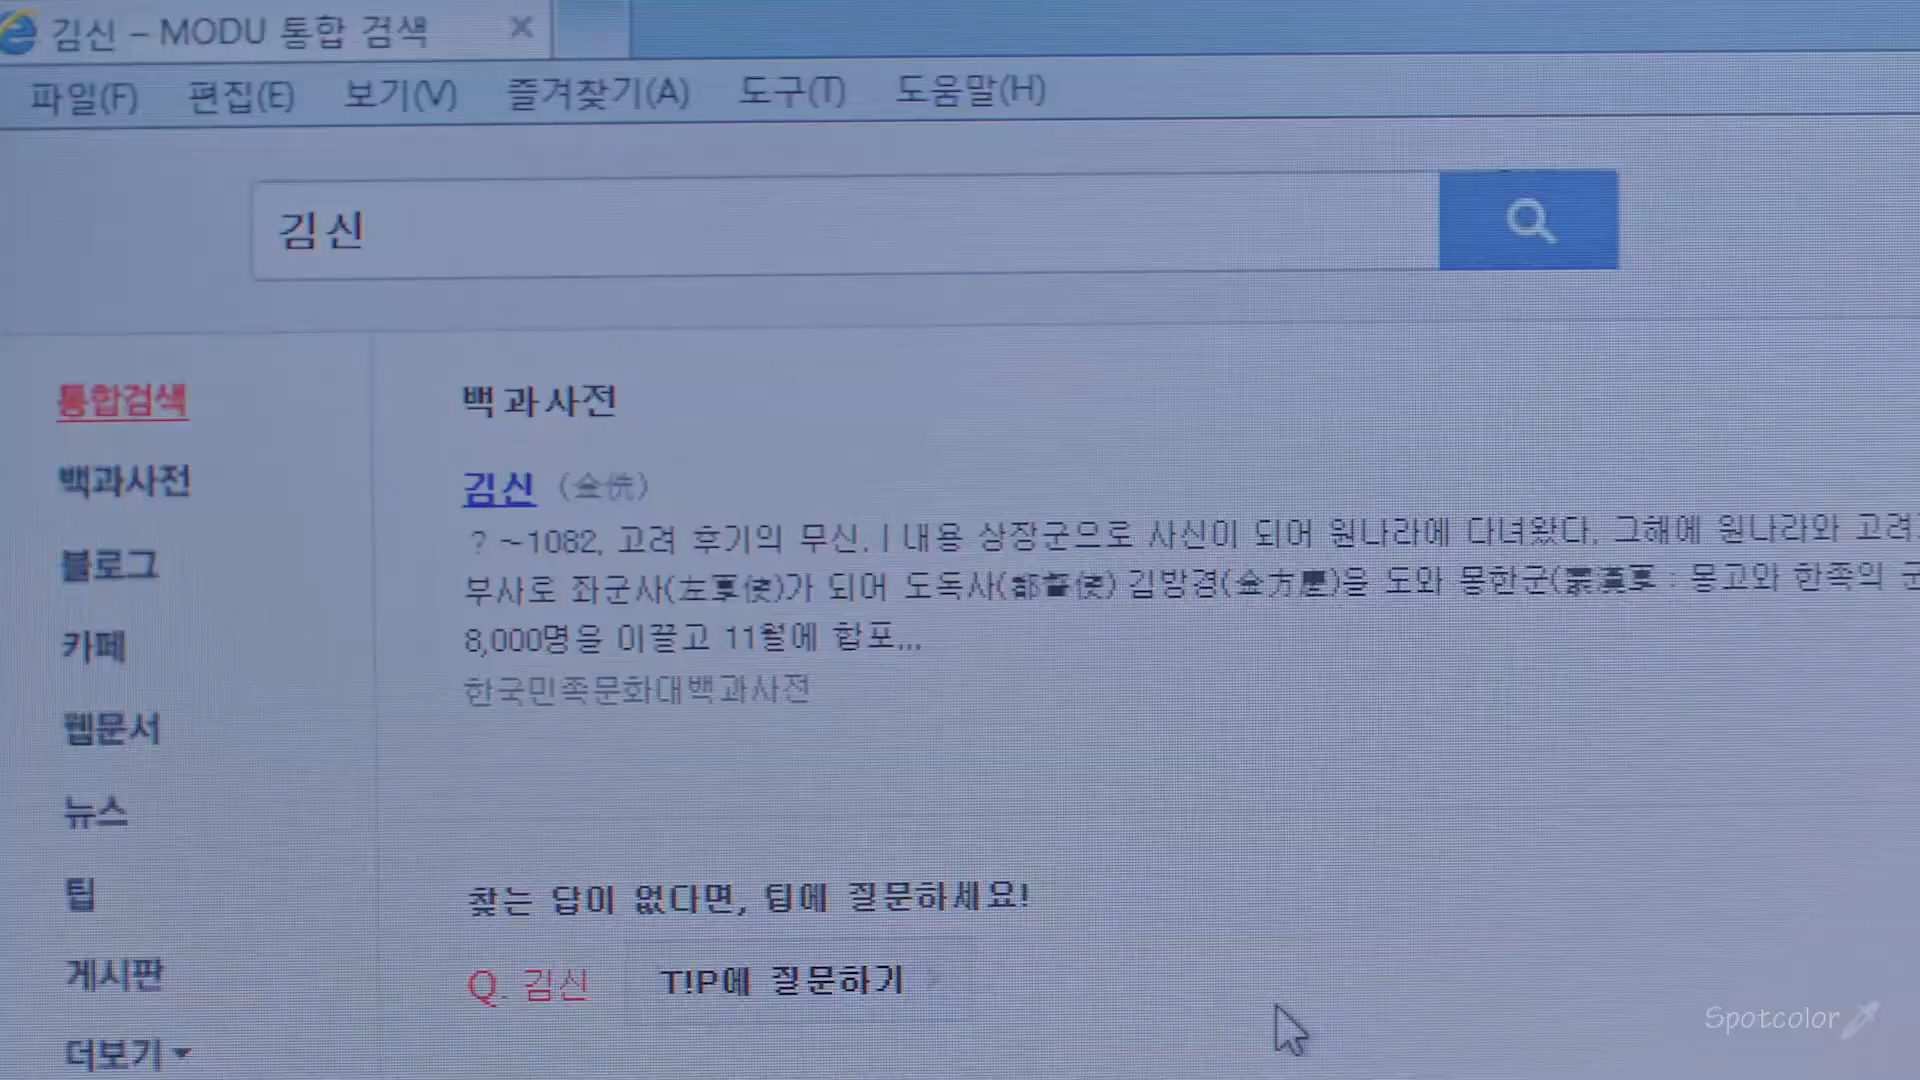 김신 – MODU 통합 검색
파일(F) 편집(E) 보기(V) 즐겨찾기(A) 도구(T) 도움말(H)
김신
통합검색
백과사전
블로그
카페
웹문서
뉴스
팁
게시판
더보기
백과사전
김신 (金侁)
? ~1082, 고려 후기의 무신. | 내용 상장군으로 사신이 되어 원나라에 다녀왔다. 그해에 원나라와 고려
부사로 좌군사(左軍使)가 되어 도독사(都督使) 김방경(金方慶)을 도와 몽한군(蒙漢軍 : 몽고와 한족의 군
8,000명을 이끌고 11월에 합포...
한국민족문화대백과사전
찾는 답이 없다면, 팁에 질문하세요!
Q. 김신 T!P에 질문하기
Spotcolor